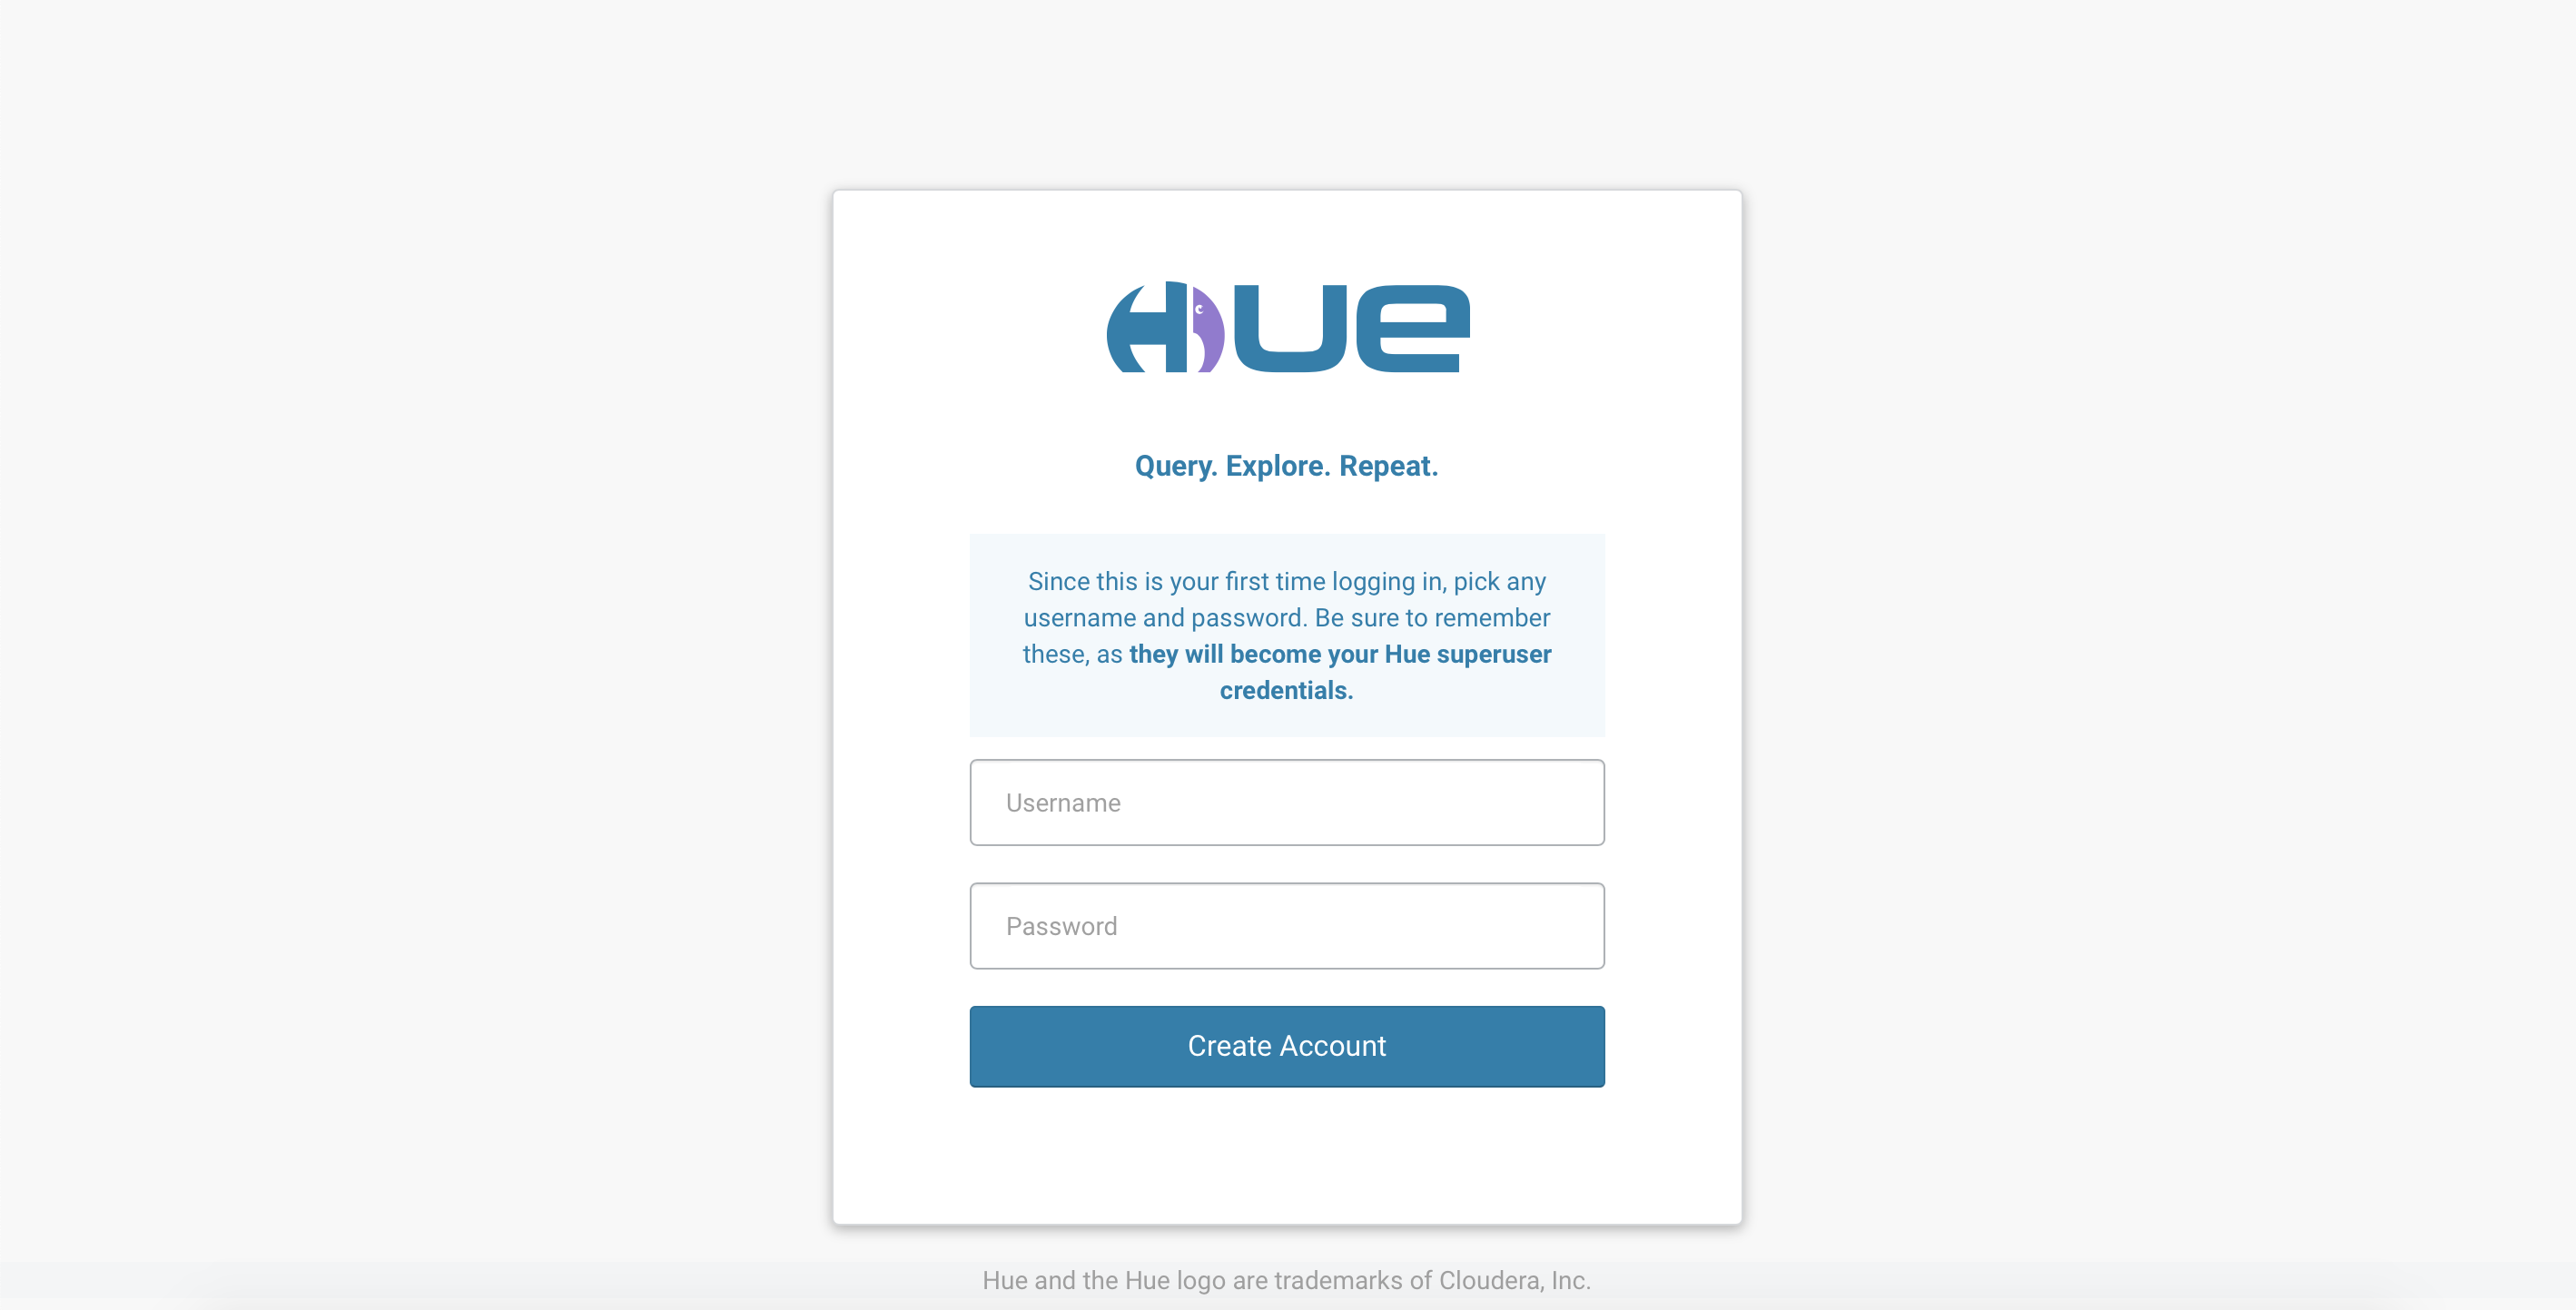 Hue
Query. Explore. Repeat.
Since this is your first time logging in, pick any
username and password. Be sure to remember
these, as they will become your Hue superuser
credentials.
Username
Password
Create Account
Hue and the Hue logo are trademarks of Cloudera, Inc.